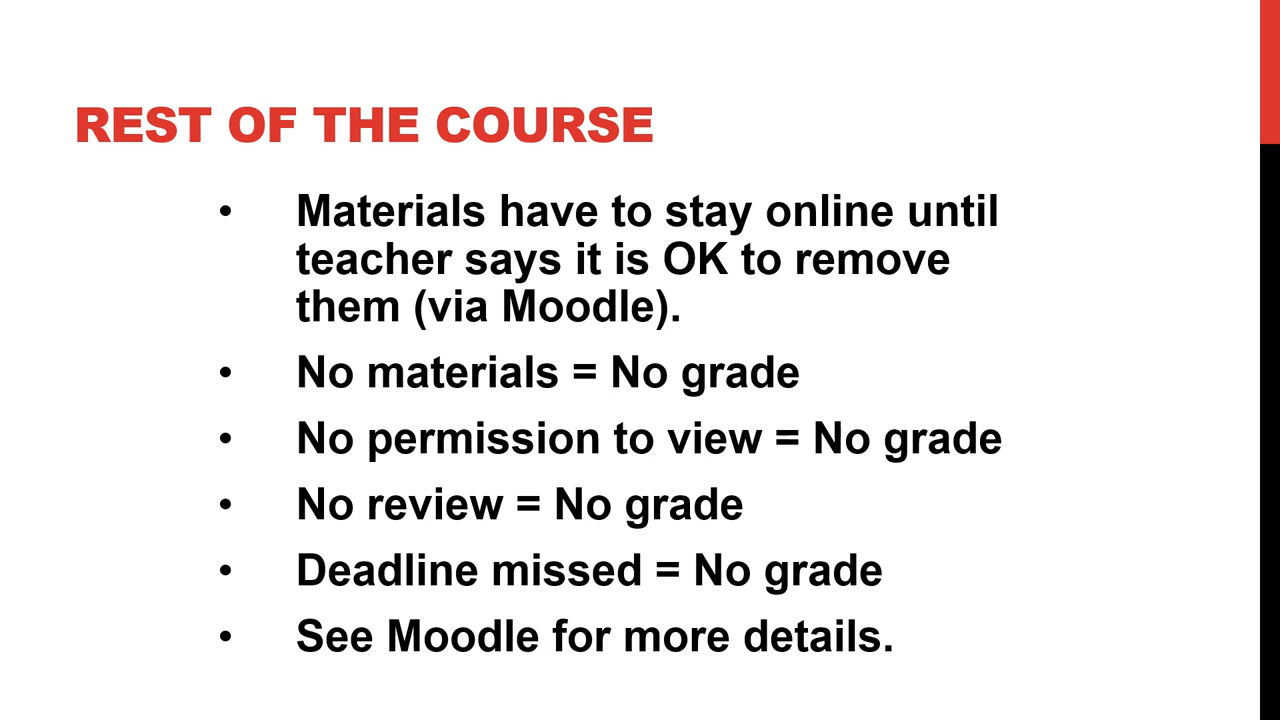 REST OF THE COURSE
• Materials have to stay online until
teacher says it is OK to remove
them (via Moodle).
• No materials = No grade
• No permission to view = No grade
• No review = No grade
• Deadline missed = No grade
• See Moodle for more details.